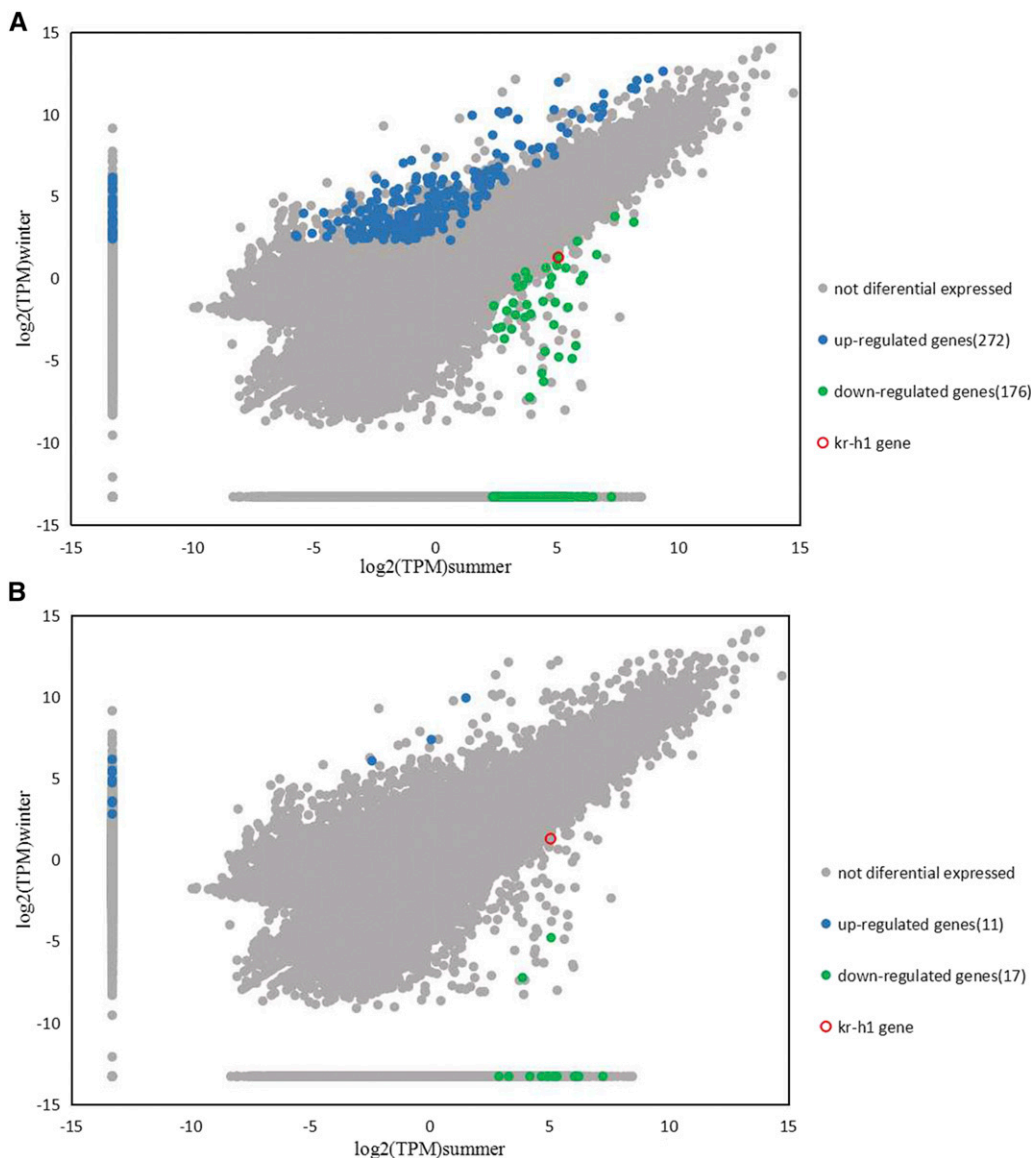 A
15
10
5
0
-5
-10
-15
log2(TPM)winter
-15
-10
-5
0
5
10
15
log2(TPM)summer
not diferential expressed
up-regulated genes(272)
down-regulated genes(176)
kr-h1 gene
B
15
10
5
0
-5
-10
-15
log2(TPM)winter
-15
-10
-5
0
5
10
15
log2(TPM)summer
not diferential expressed
up-regulated genes(11)
down-regulated genes(17)
kr-h1 gene